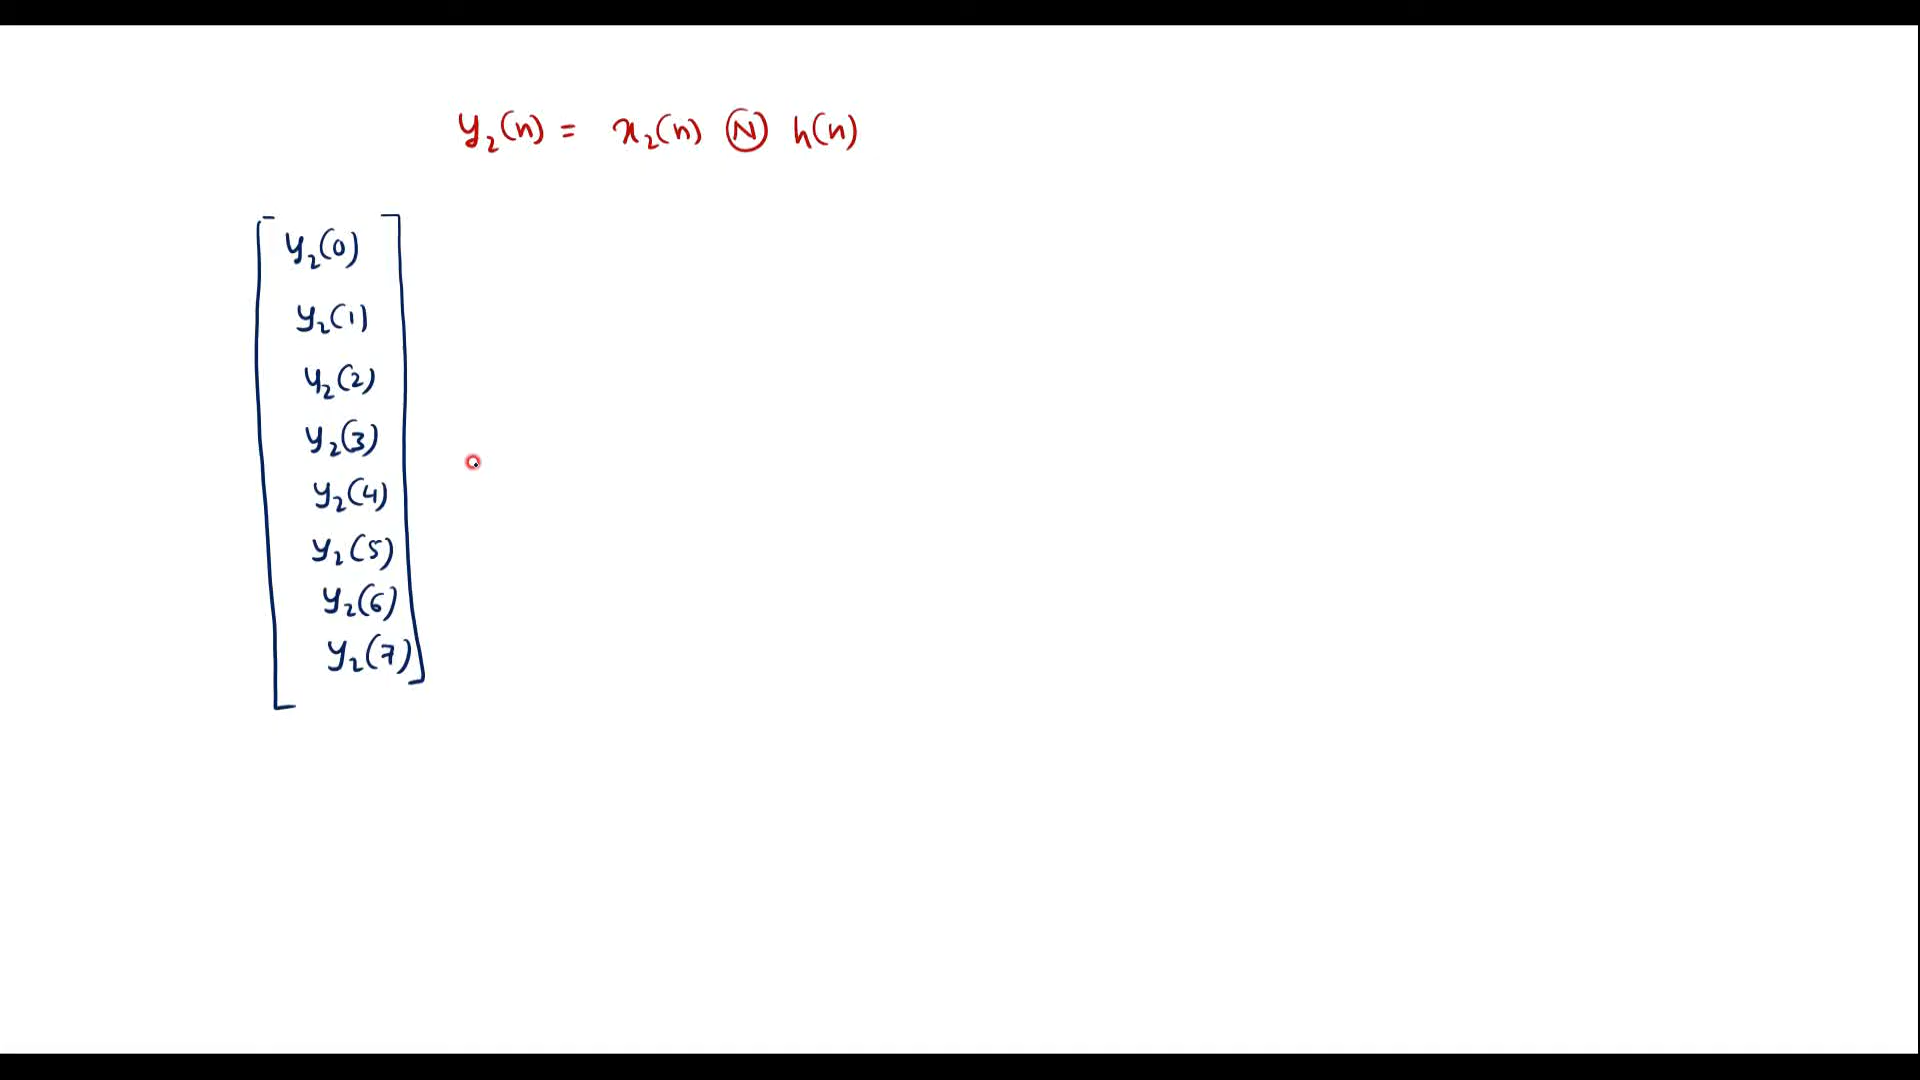 y₂(n) = x₂(n) Ⓝ h(n)
y₂(0)
y₂(1)
y₂(2)
y₂(3)
y₂(4)
y₂(5)
y₂(6)
y₂(7)